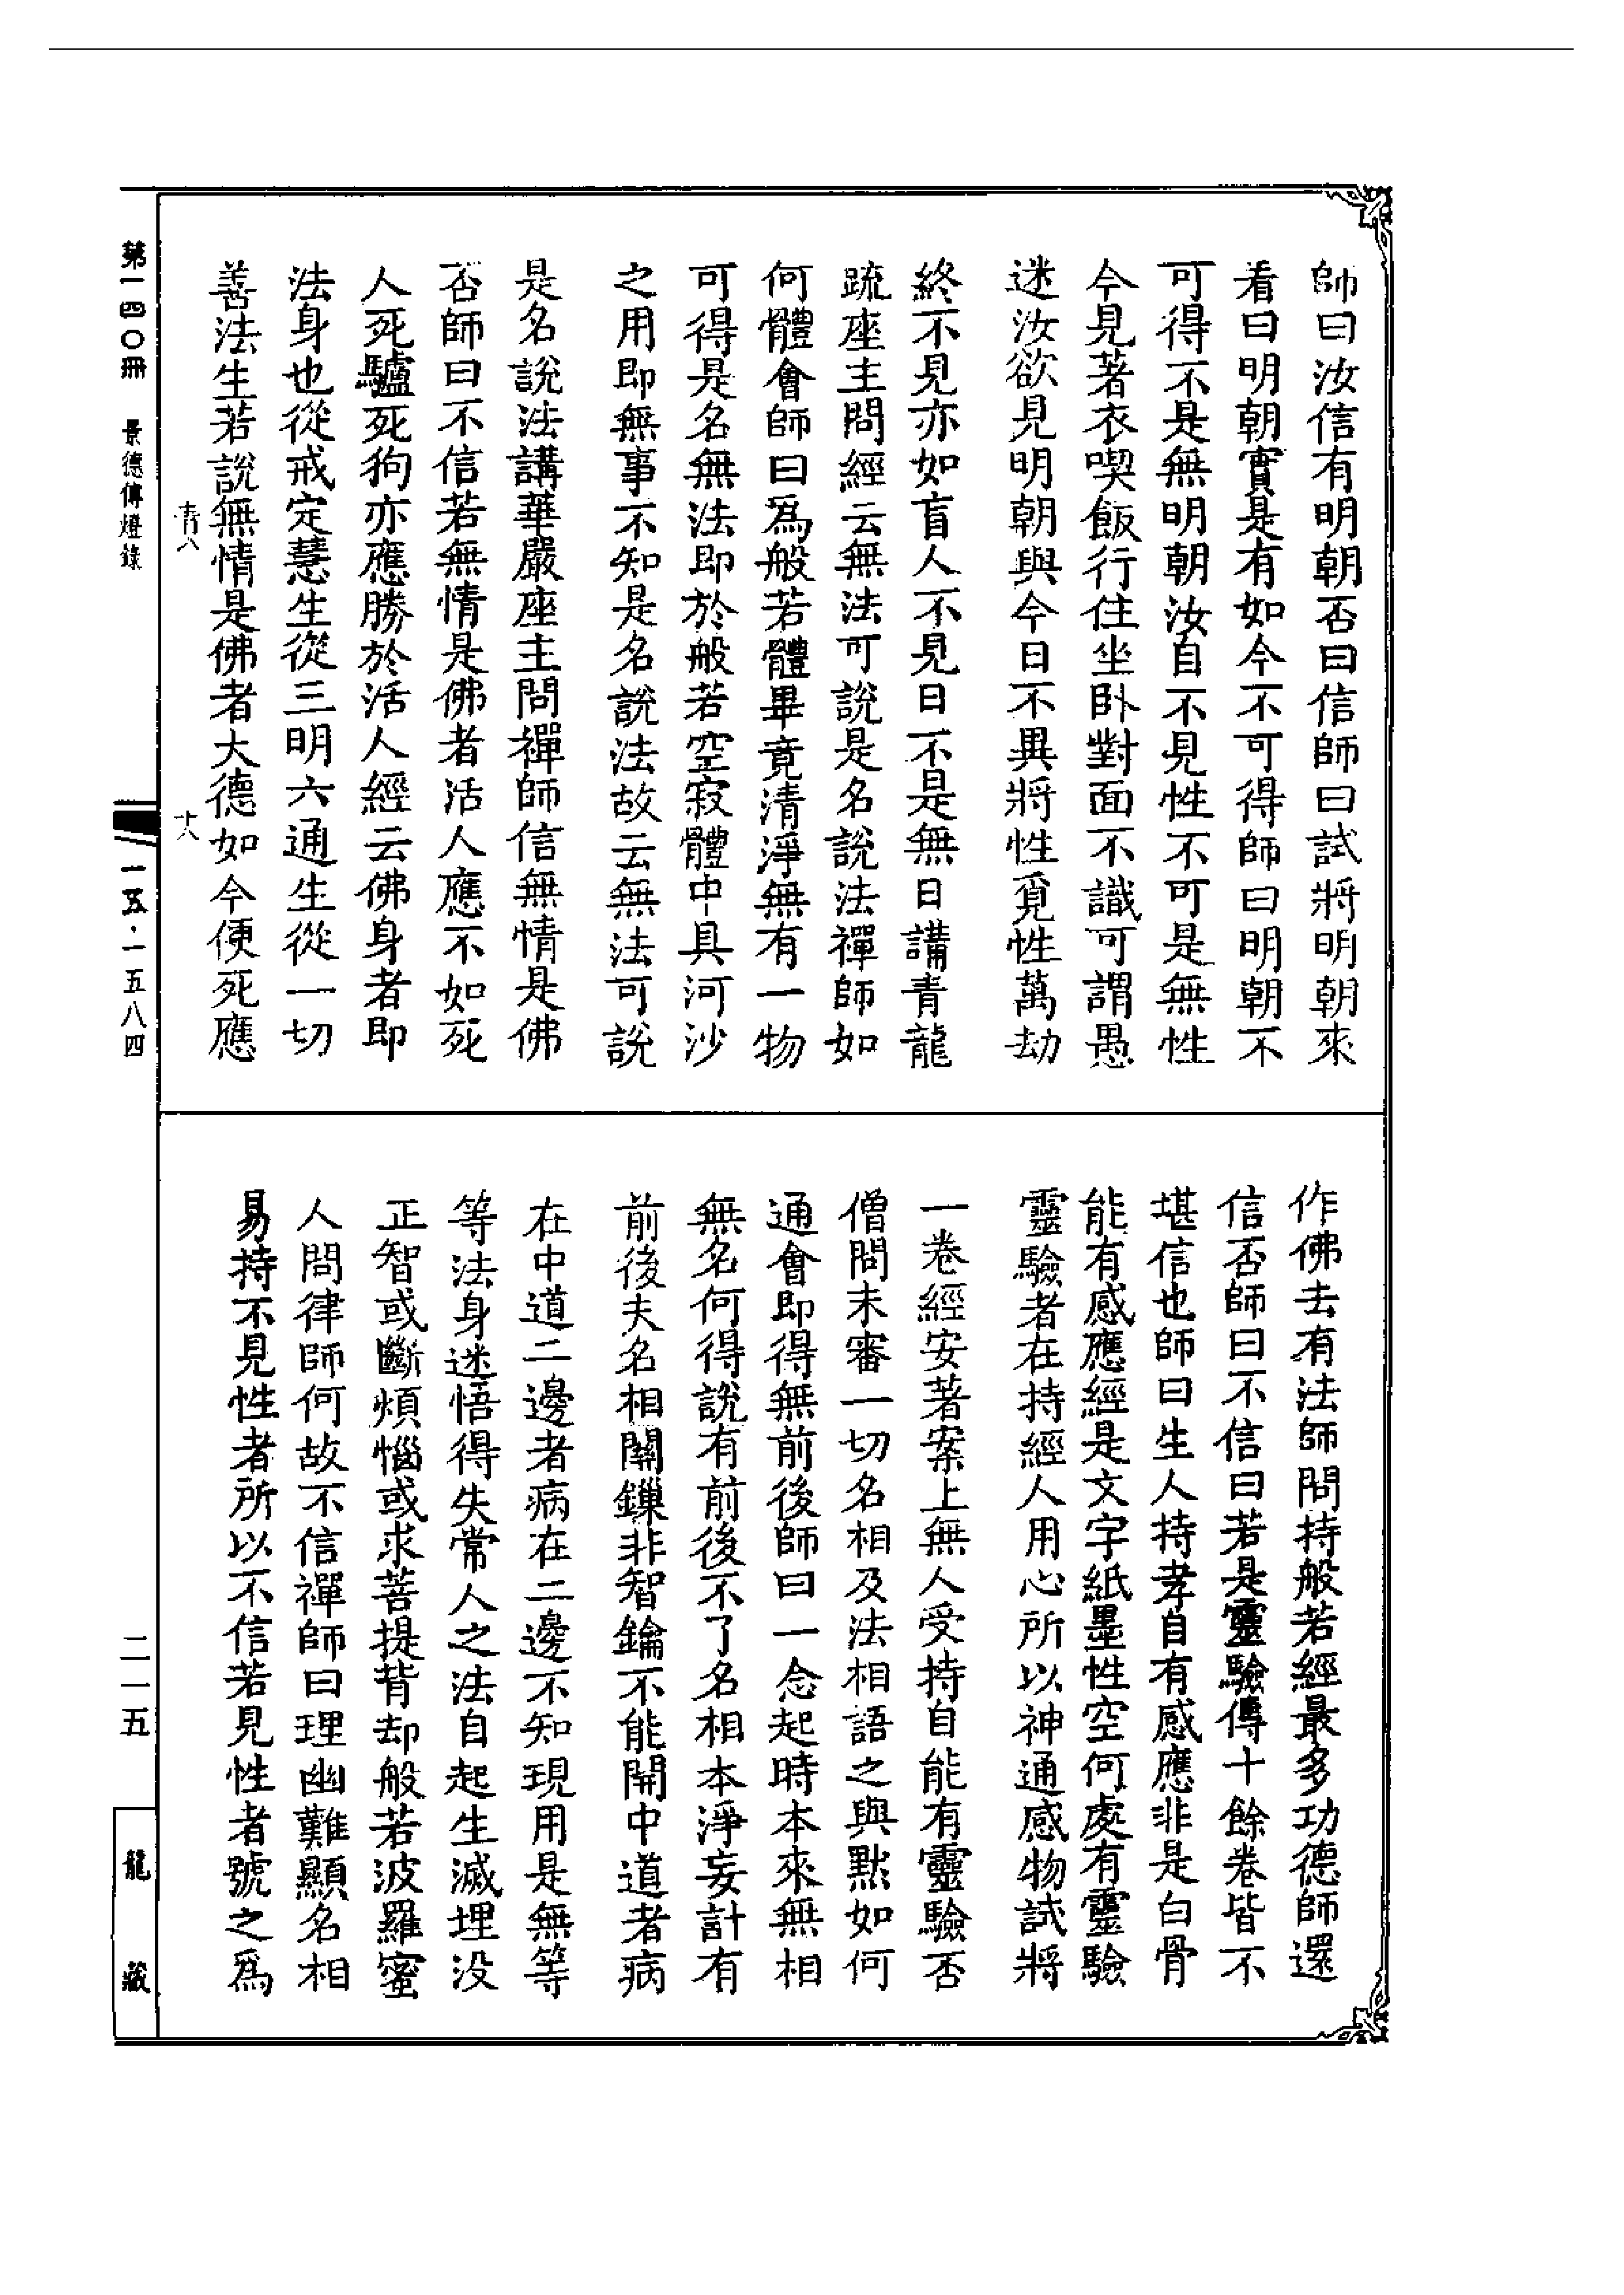 師曰汝信有明朝否曰信師曰試將明朝來
看曰明朝實是有如今不可得師曰明朝不
可得不是無明朝汝自不見性不可是無性
今見著衣喫飯行住坐臥對面不識可謂愚
迷汝欲見明朝與今日不異將性覓性萬劫
終不見亦如盲人不見日不是無日講青龍
疏座主問經云無法可說是名說法禪師如
何體會師曰為般若體畢竟清淨無有一物
可得是名無法即於般若空寂體中具河沙
之用即無事不知是名說法故云無法可說
是名說法講華嚴座主問禪師信無情是佛
否師曰不信若無情是佛者活人應不如死
人死驢死狗亦應勝於活人經云佛身者即
法身也從戒定慧生從三明六通生從一切
善法生若說無情是佛者大德如今便死應
青八
十八
作佛去有法師問持般若經最多功德師還
信否師曰不信曰若是靈驗傳十餘卷皆不
堪信也師曰生人持孝自有感應非是白骨
能有感應經是文字紙墨性空何處有靈驗
靈驗者在持經人用心所以神通感物試將
一卷經安著案上無人受持自能有靈驗否
僧問未審一切名相及法相語之與默如何
通會即得無前後師曰一念起時本來無相
無名何得說有前後不了名相本淨妄計有
前後夫名相關鏁非智鑰不能開中道者病
在中道二邊者病在二邊不知現用是無等
等法身迷悟得失常人之法自起生滅埋没
正智或斷煩惱或求菩提背却般若波羅蜜
人問律師何故不信禪師曰理幽難顯名相
易持不見性者所以不信若見性者號之為
第一四〇冊 景德傳燈錄
一五·一五八四
二一五
龍藏